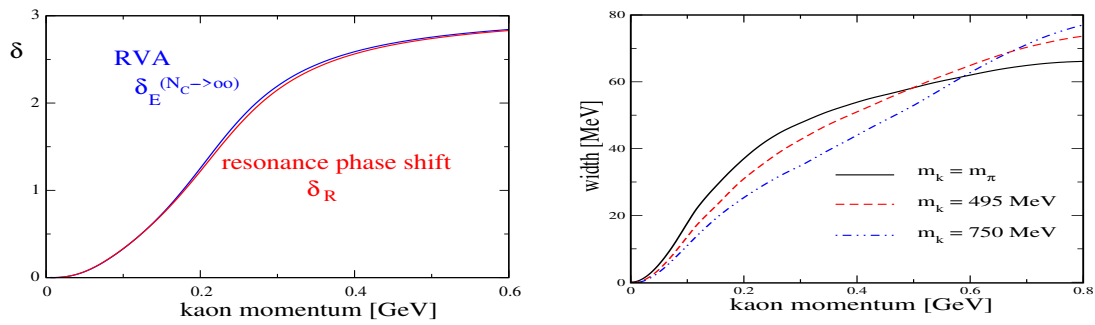 3
δ
RVA
δ_E^(N_C->oo)
2
resonance phase shift
δ_R
1
0
0 0.2 0.4 0.6
kaon momentum [GeV]
80
60
width [MeV]
40
m_k = m_π
m_k = 495 MeV
20
m_k = 750 MeV
0
0 0.2 0.4 0.6 0.8
kaon momentum [GeV]